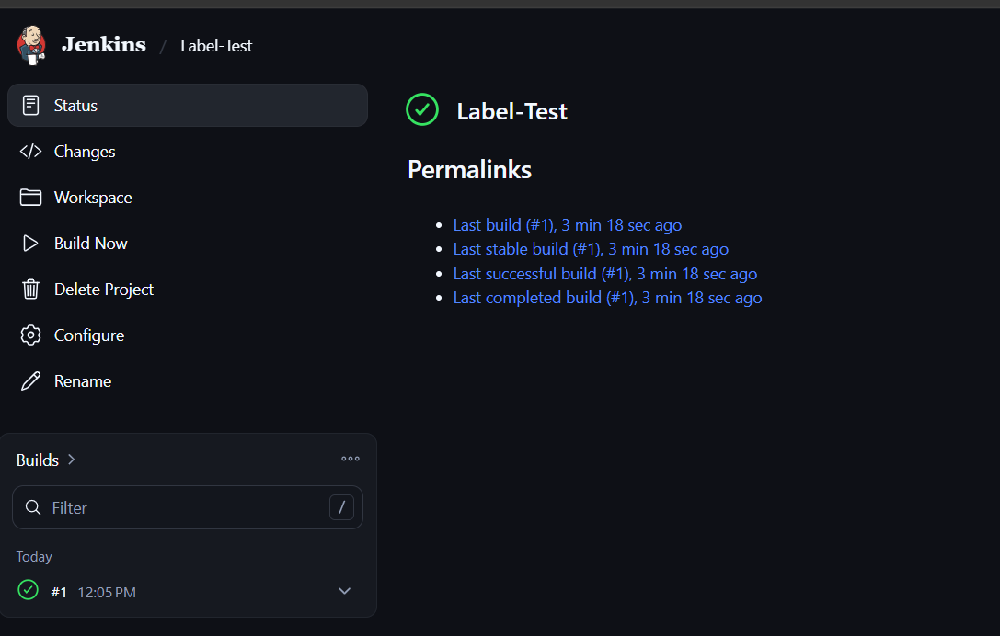 Jenkins / Label-Test
Status
Changes
Workspace
Build Now
Delete Project
Configure
Rename
Builds
Filter /
Today
#1 12:05 PM
Label-Test
Permalinks
Last build (#1), 3 min 18 sec ago
Last stable build (#1), 3 min 18 sec ago
Last successful build (#1), 3 min 18 sec ago
Last completed build (#1), 3 min 18 sec ago